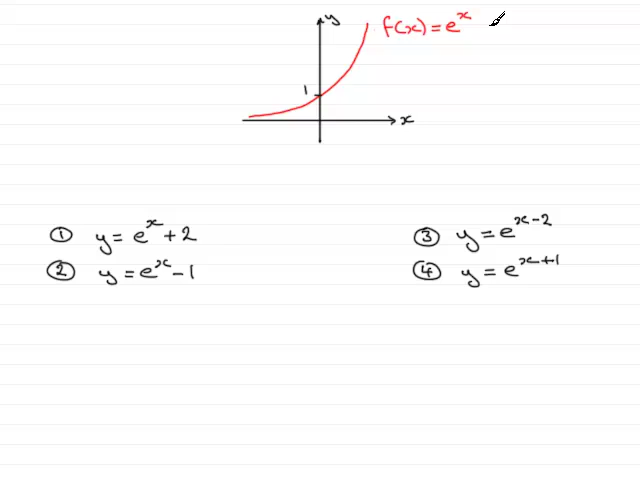 y
f(x) = e^x
1
x
① y = e^x + 2
② y = e^x - 1
③ y = e^{x-2}
④ y = e^{x+1}